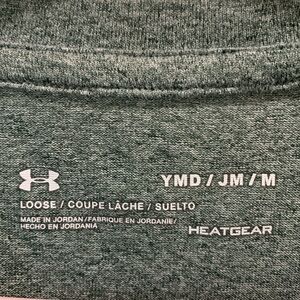 YMD / JM / M
LOOSE / COUPE LÂCHE / SUELTO
MADE IN JORDAN / FABRIQUE EN JORDANIE /
HECHO EN JORDANIA
HEATGEAR